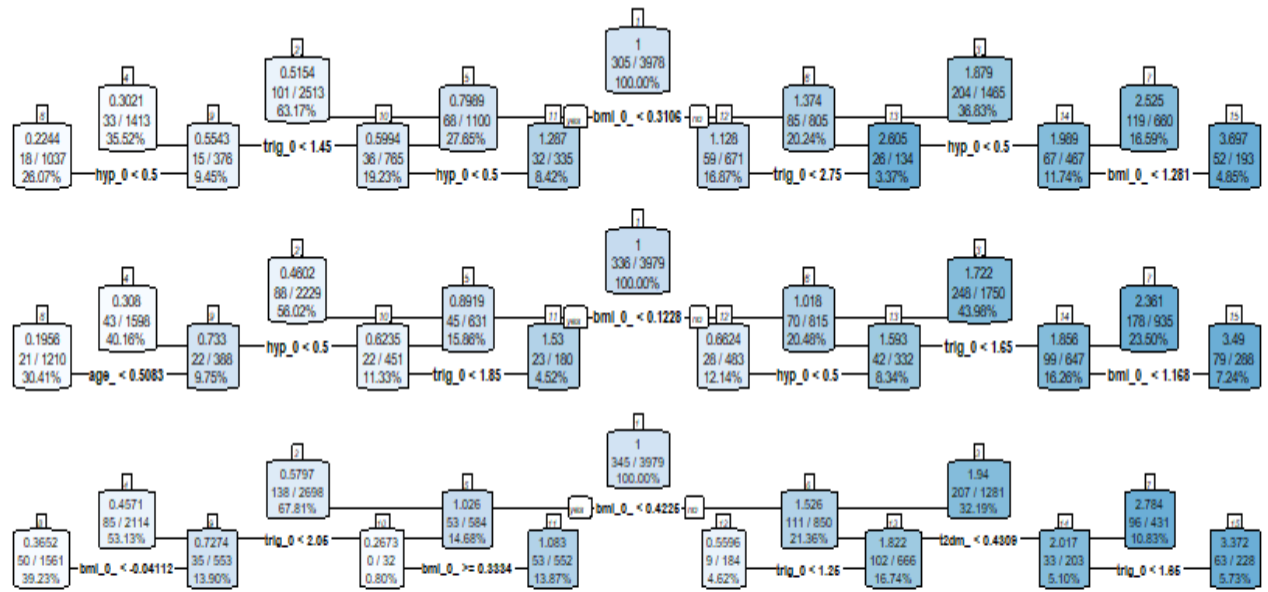 1
1
305 / 3978
100.00%
yes
bmi_0_ < 0.3106
no
2
0.5154
101 / 2513
63.17%
trig_0 < 1.45
3
1.879
204 / 1465
36.83%
hyp_0 < 0.5
4
0.3021
33 / 1413
35.52%
hyp_0 < 0.5
5
0.7989
68 / 1100
27.65%
hyp_0 < 0.5
6
1.374
85 / 805
20.24%
trig_0 < 2.75
7
2.525
119 / 660
16.59%
bmi_0_ < 1.281
8
0.2244
18 / 1037
26.07%
9
0.5543
15 / 376
9.45%
10
0.5994
36 / 765
19.23%
11
1.287
32 / 335
8.42%
12
1.128
59 / 671
16.87%
13
2.605
26 / 134
3.37%
14
1.989
67 / 467
11.74%
15
3.697
52 / 193
4.85%
1
1
336 / 3979
100.00%
yes
bmi_0_ < 0.1228
no
2
0.4602
88 / 2229
56.02%
hyp_0 < 0.5
3
1.722
248 / 1750
43.98%
trig_0 < 1.65
4
0.308
43 / 1598
40.16%
age_ < 0.5083
5
0.8919
45 / 631
15.86%
trig_0 < 1.85
6
1.018
70 / 815
20.48%
hyp_0 < 0.5
7
2.361
178 / 935
23.50%
bmi_0_ < 1.168
8
0.1956
21 / 1210
30.41%
9
0.733
22 / 388
9.75%
10
0.6235
22 / 451
11.33%
11
1.53
23 / 180
4.52%
12
0.6624
28 / 483
12.14%
13
1.593
42 / 332
8.34%
14
1.856
99 / 647
16.26%
15
3.49
79 / 288
7.24%
1
1
345 / 3979
100.00%
yes
bmi_0_ < 0.4225
no
2
0.5797
138 / 2698
67.81%
trig_0 < 2.05
3
1.94
207 / 1281
32.19%
t2dm_ < 0.4309
4
0.4571
85 / 2114
53.13%
bmi_0_ < -0.04112
5
1.026
53 / 584
14.68%
bmi_0_ >= 0.3334
6
1.526
111 / 850
21.36%
trig_0 < 1.25
7
2.784
96 / 431
10.83%
trig_0 < 1.65
8
0.3652
50 / 1561
39.23%
9
0.7274
35 / 553
13.90%
10
0.2673
0 / 32
0.80%
11
1.083
53 / 552
13.87%
12
0.5596
9 / 184
4.62%
13
1.822
102 / 666
16.74%
14
2.017
33 / 203
5.10%
15
3.372
63 / 228
5.73%